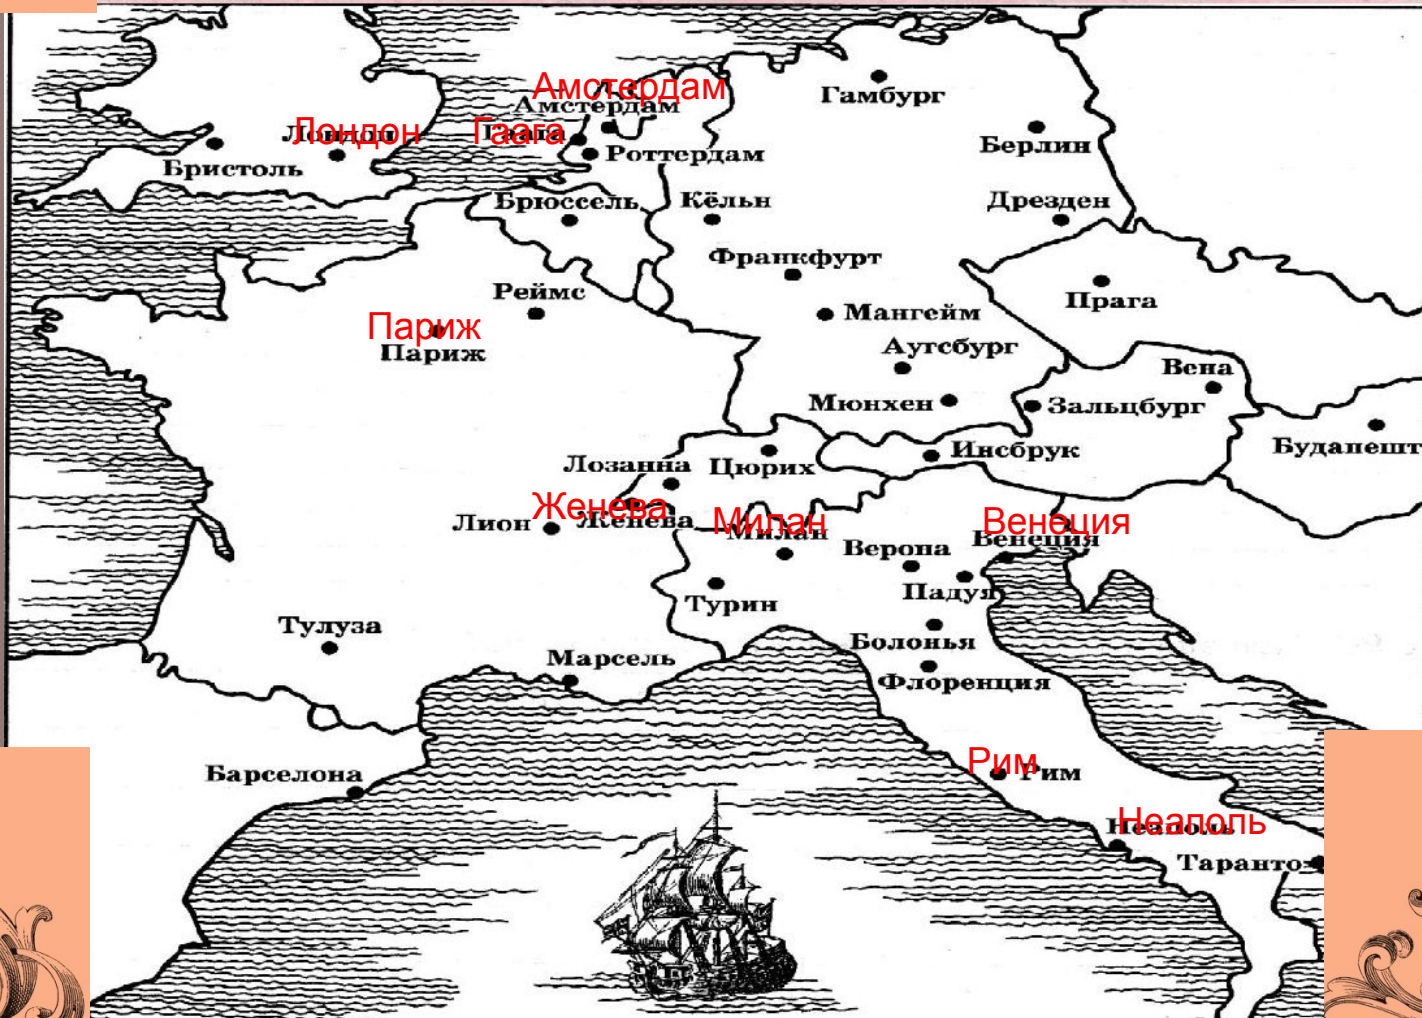 Амстердам
Амстердам
Гамбург
Лондон
Лондон
Гаага
Гаага
Берлин
Роттердам
Бристоль
Брюссель
Кёльн
Дрезден
Франкфурт
Реймс
Прага
Мангейм
Париж
Париж
Аугсбург
Вена
Мюнхен
Зальцбург
Будапешт
Инсбрук
Лозанна
Цюрих
Женева
Женева
Лион
Милан
Милан
Венеция
Венеция
Верона
Падуя
Турин
Тулуза
Болонья
Марсель
Флоренция
Рим
Рим
Барселона
Неаполь
Неаполь
Таранто